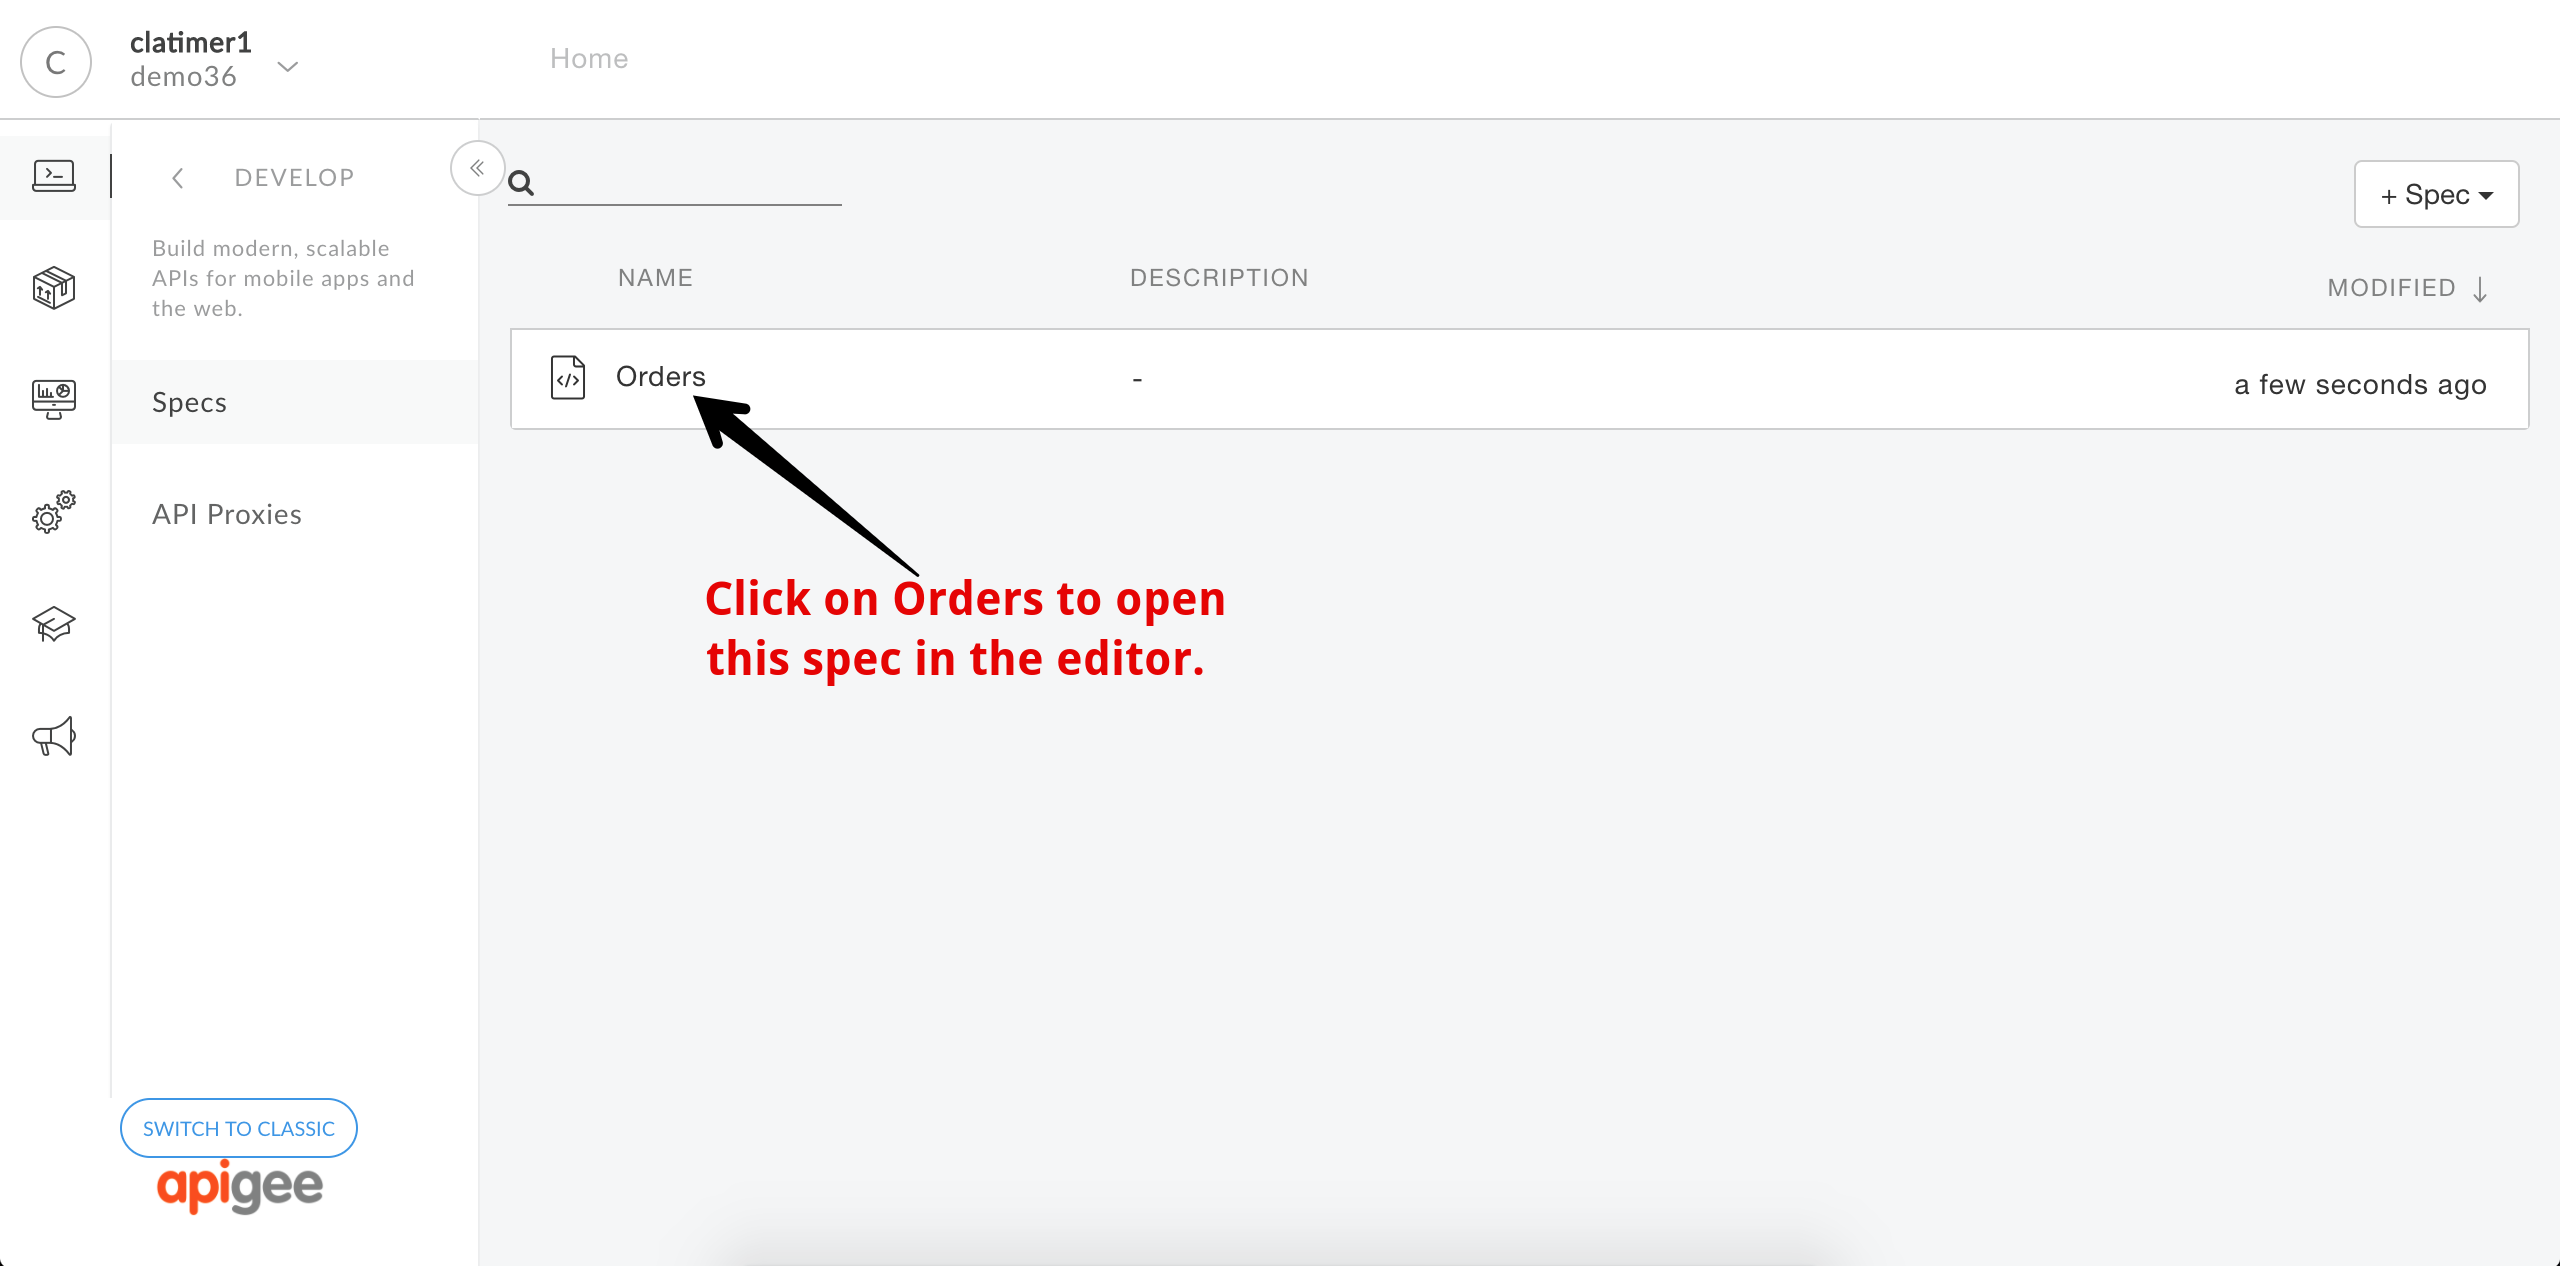 C
clatimer1
demo36
Home
DEVELOP
Build modern, scalable
APIs for mobile apps and
the web.
Specs
API Proxies
SWITCH TO CLASSIC
apigee
+ Spec
NAME DESCRIPTION MODIFIED ↓
Orders - a few seconds ago
Click on Orders to open
this spec in the editor.